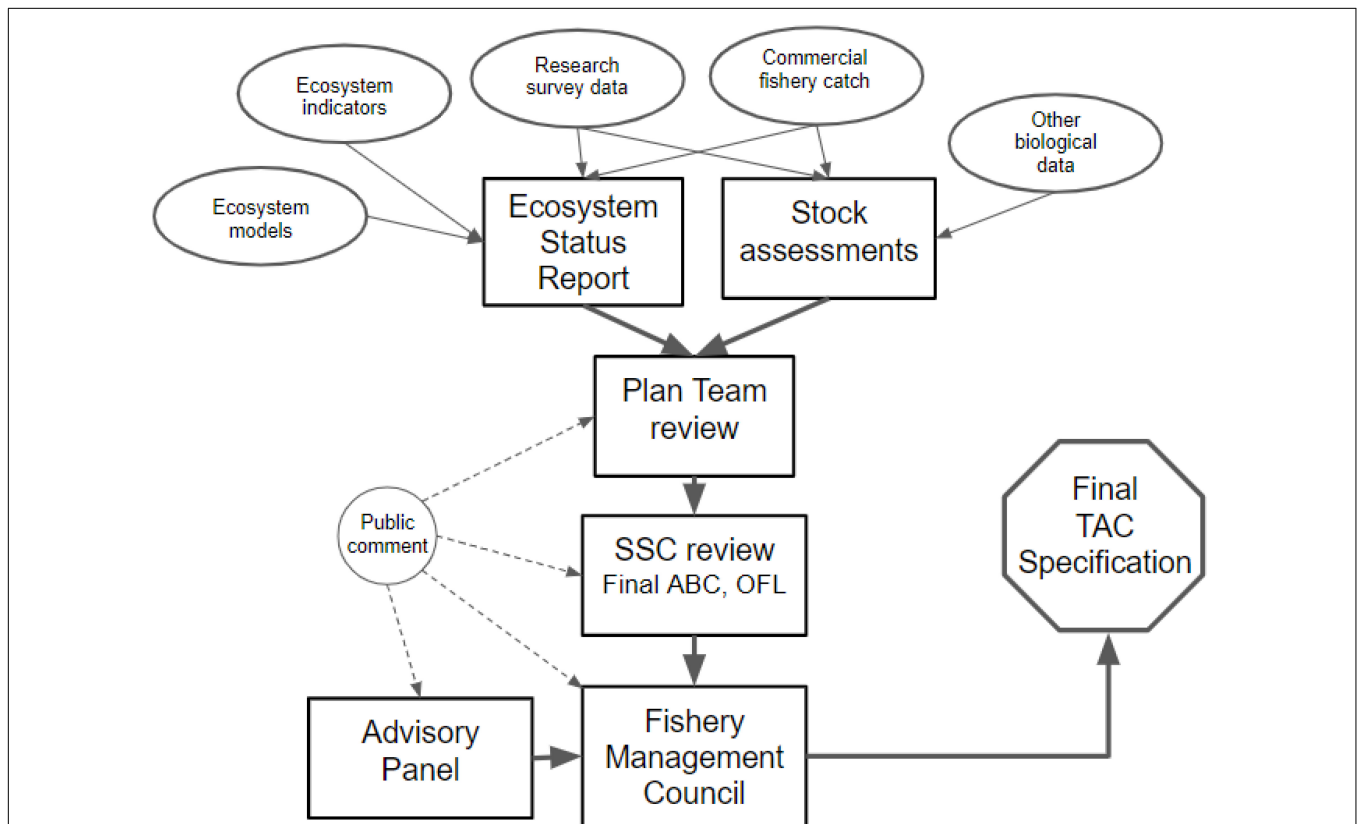 Ecosystem
indicators
Research
survey data
Commercial
fishery catch
Other
biological
data
Ecosystem
models
Ecosystem
Status
Report
Stock
assessments
Plan Team
review
Public
comment
SSC review
Final ABC, OFL
Final
TAC
Specification
Advisory
Panel
Fishery
Management
Council